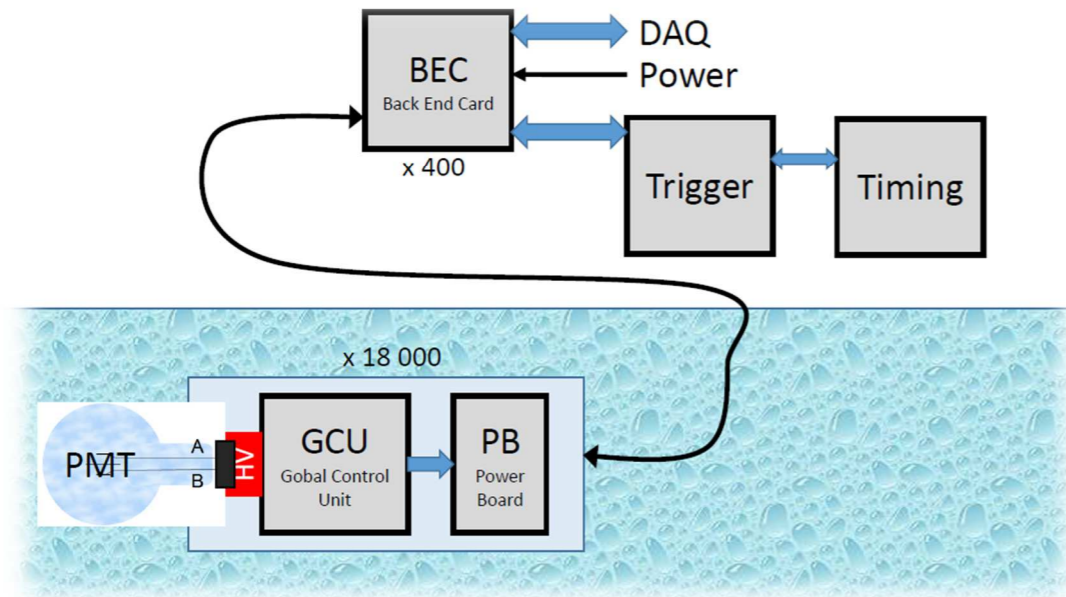 BEC
Back End Card
x 400
DAQ
Power
Trigger
Timing
x 18 000
PMT
A
B
HV
GCU
Gobal Control
Unit
PB
Power
Board